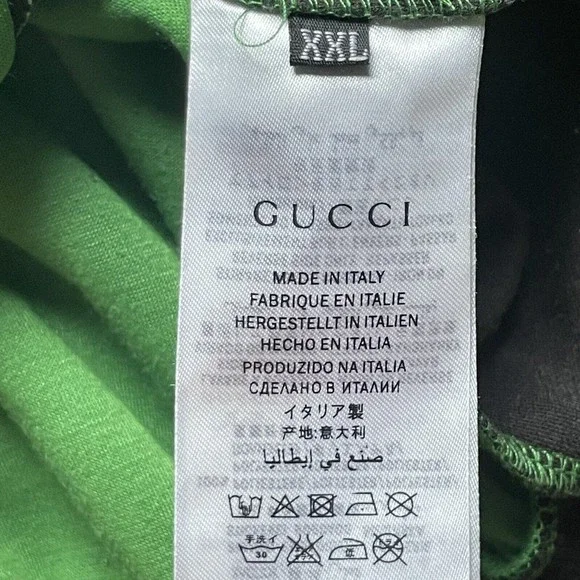 XXL
GUCCI
MADE IN ITALY
FABRIQUE EN ITALIE
HERGESTELLT IN ITALIEN
HECHO EN ITALIA
PRODUZIDO NA ITALIA
СДЕЛАНО В ИТАЛИИ
イタリア製
产地:意大利
صنع في إيطاليا
手洗イ
30
低